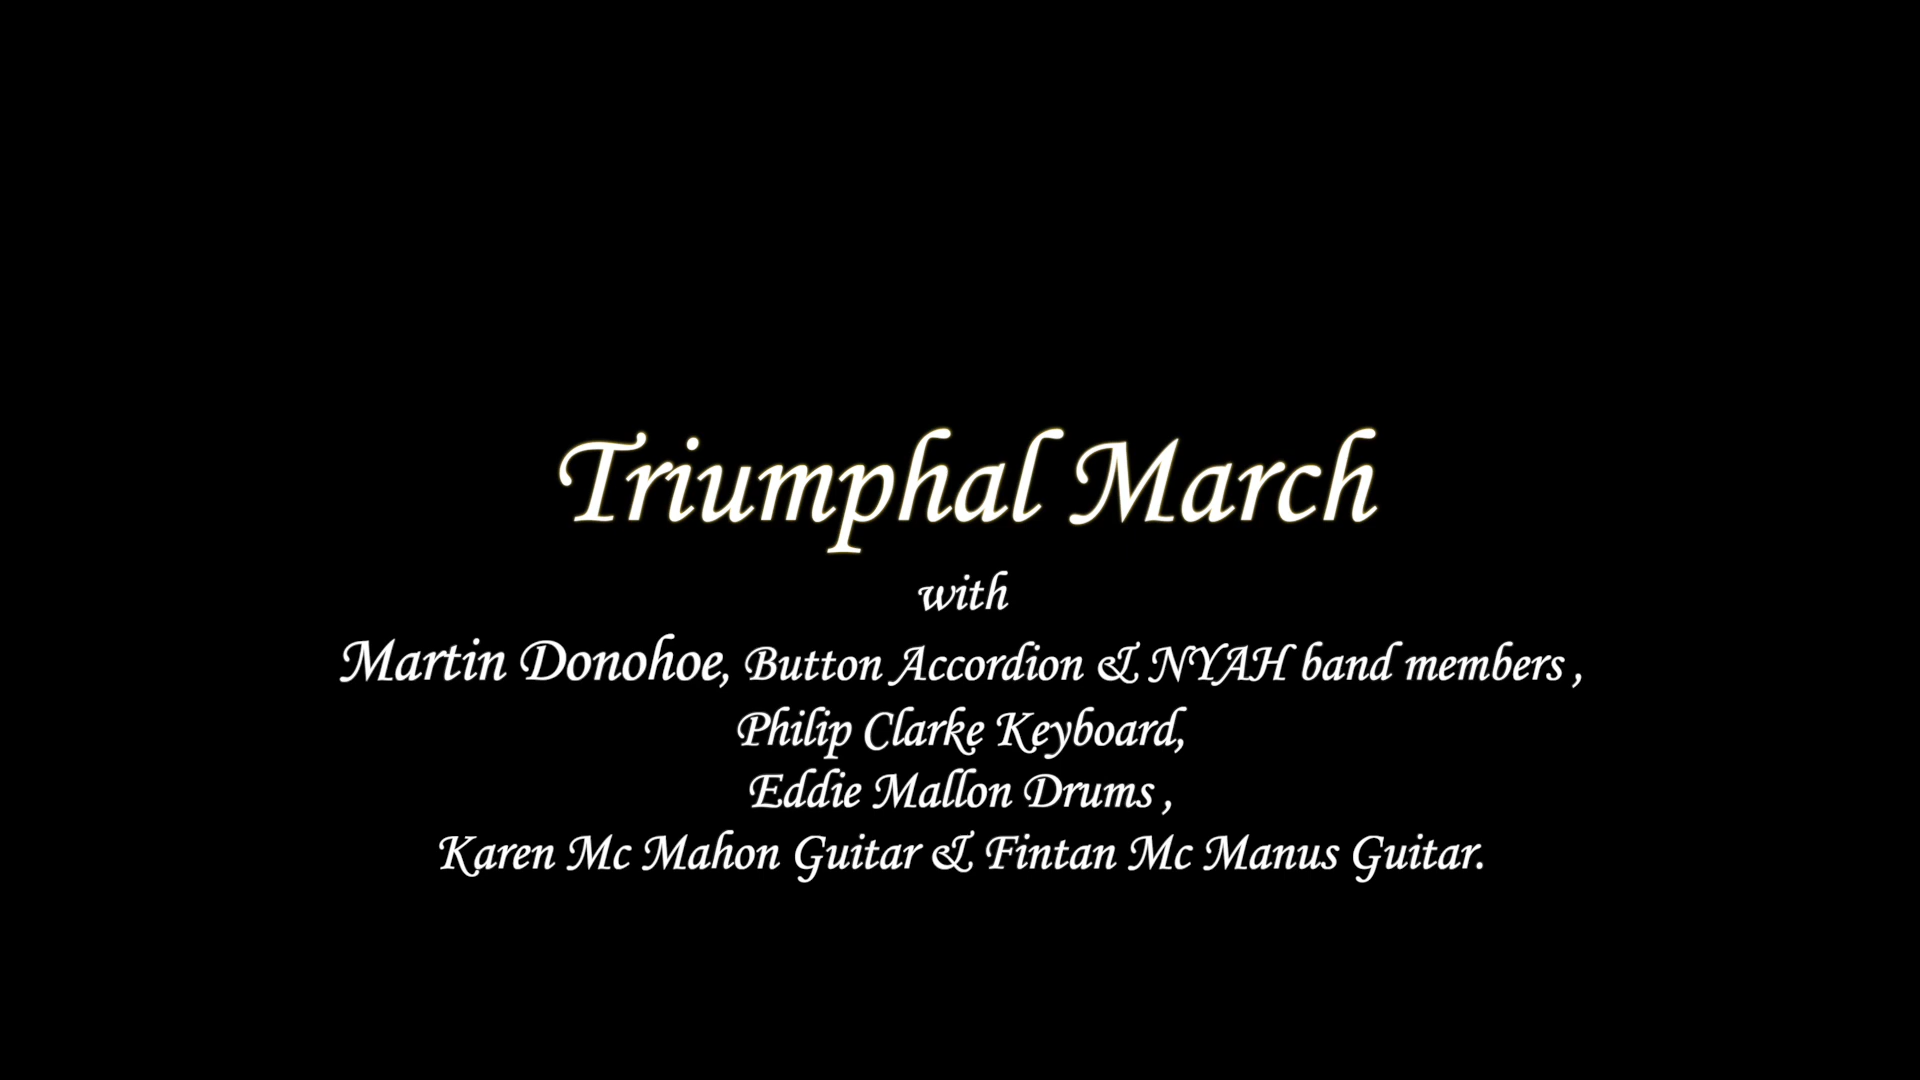 Triumphal March
with
Martin Donohoe, Button Accordion & NYAH band members ,
Philip Clarke Keyboard,
Eddie Mallon Drums ,
Karen Mc Mahon Guitar & Fintan Mc Manus Guitar.